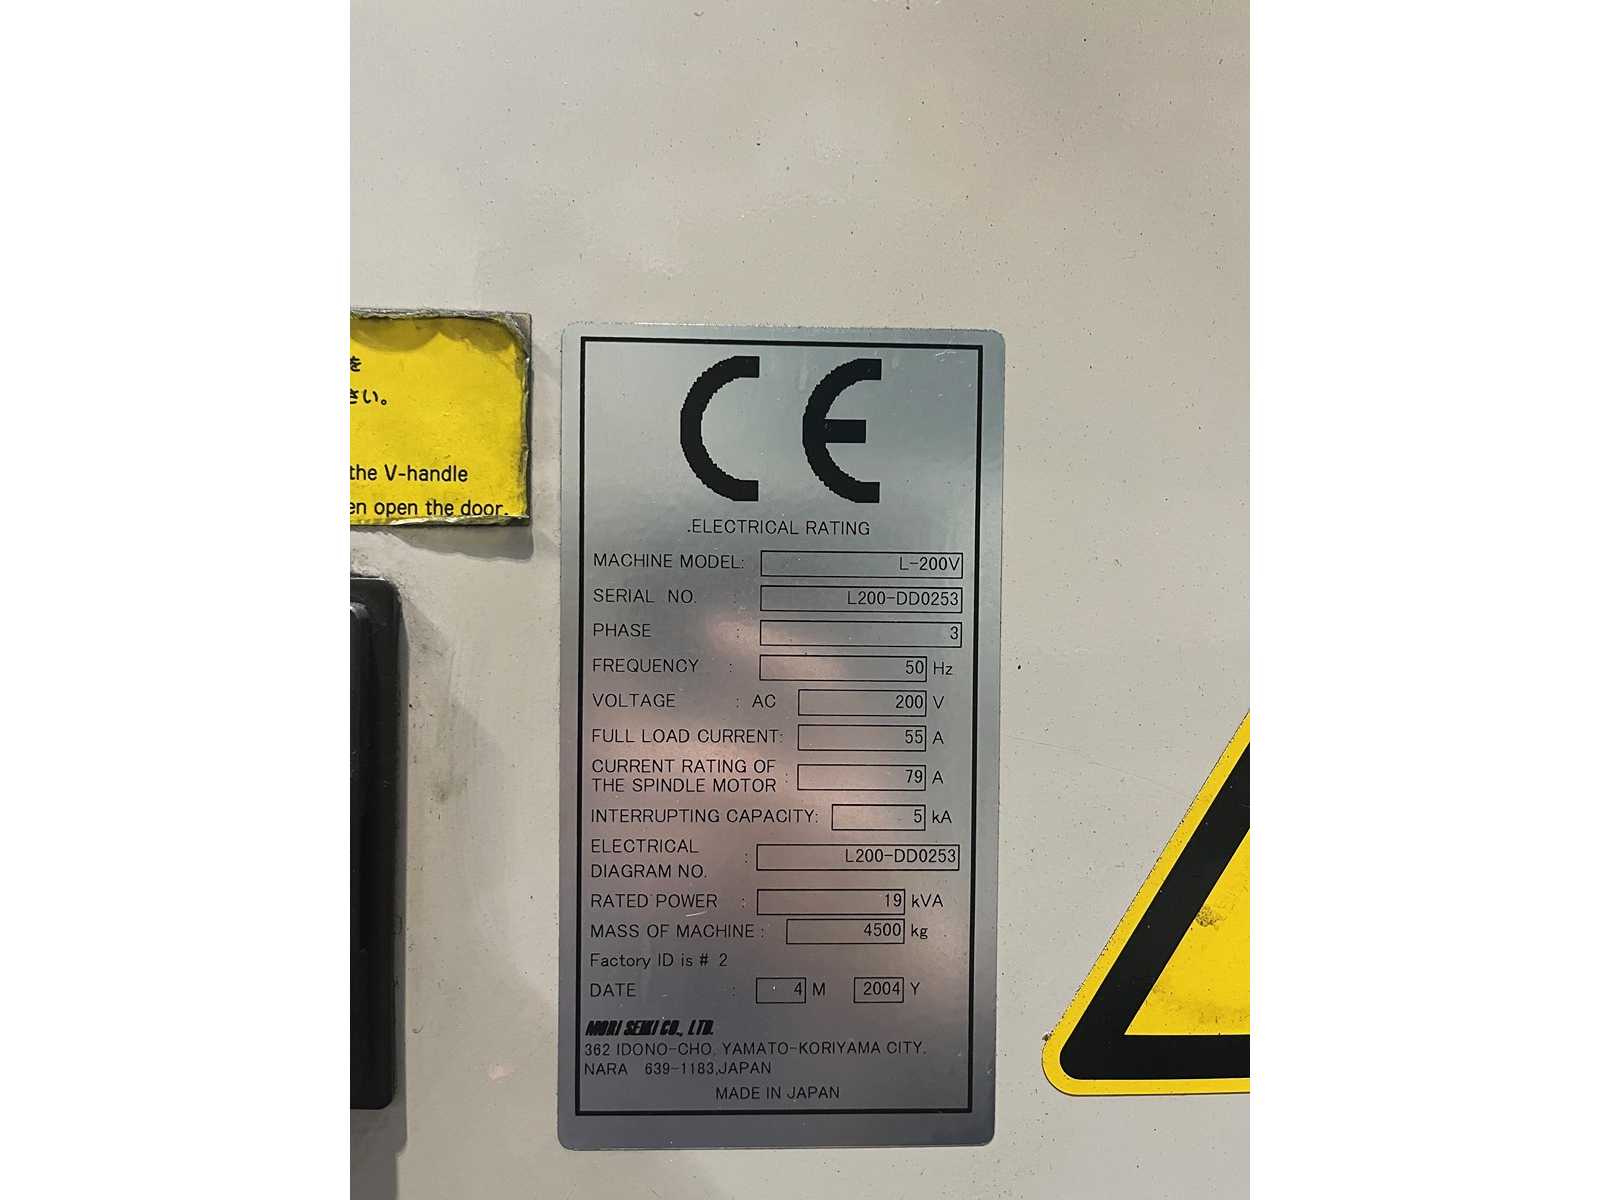 を
さい。
the V-handle
en open the door.
CE
.ELECTRICAL RATING
MACHINE MODEL: L-200V
SERIAL NO. : L200-DD0253
PHASE : 3
FREQUENCY : 50 Hz
VOLTAGE : AC 200 V
FULL LOAD CURRENT: 55 A
CURRENT RATING OF
THE SPINDLE MOTOR : 79 A
INTERRUPTING CAPACITY: 5 kA
ELECTRICAL
DIAGRAM NO. : L200-DD0253
RATED POWER : 19 kVA
MASS OF MACHINE : 4500 kg
Factory ID is # 2
DATE : 4 M 2004 Y
MORI SEIKI CO., LTD.
362 IDONO-CHO, YAMATO-KORIYAMA CITY,
NARA 639-1183,JAPAN
MADE IN JAPAN